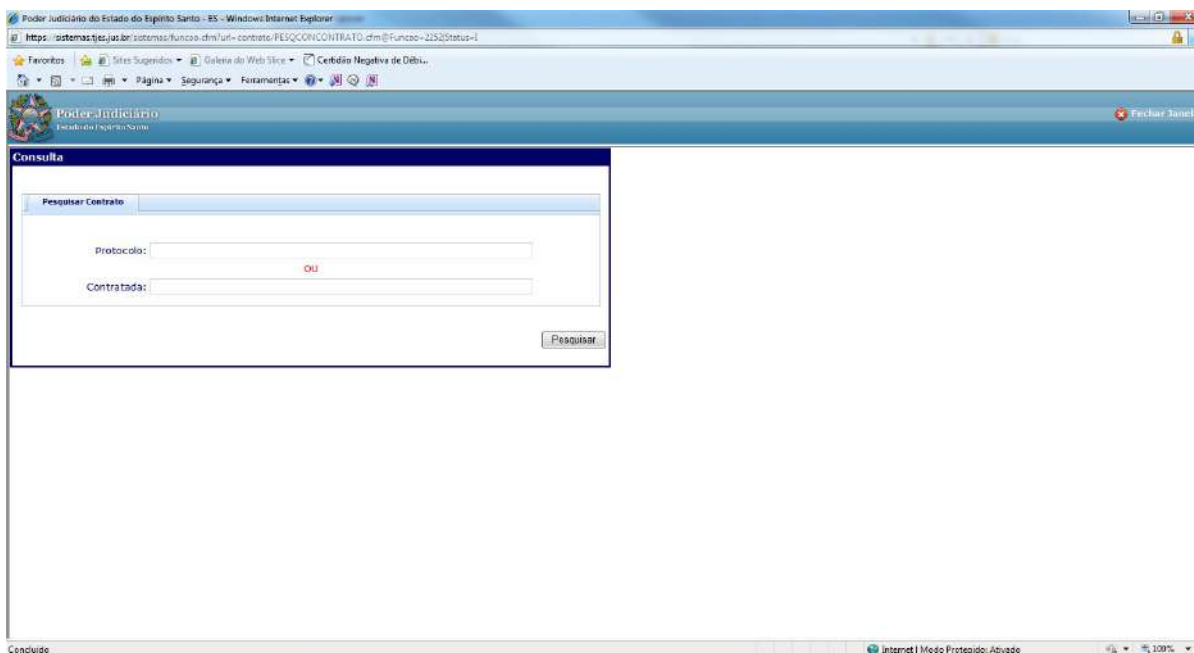 Poder Judiciário do Estado do Espírito Santo - ES - Windows Internet Explorer
https://sistemas.tjes.jus.br/sistemas/funcao.cfm?url=contrato/PESQCONCONTRATO.cfm@Funcao=2252|Status=I
Favoritos Sites Sugeridos Galeria do Web Slice Certidão Negativa de Débi...
Página Segurança Ferramentas
Poder Judiciário Fechar Janel
Estado do Espírito Santo
Consulta
Pesquisar Contrato
Protocolo:
OU
Contratada:
Pesquisar
Concluído Internet | Modo Protegido: Ativado 100%